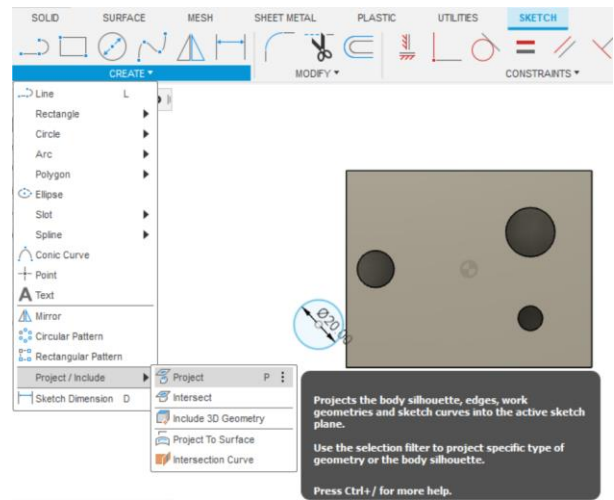 SOLID SURFACE MESH SHEET METAL PLASTIC UTILITIES SKETCH
CREATE ▾ MODIFY ▾ CONSTRAINTS ▾
Line L
Rectangle
Circle
Arc
Polygon
Ellipse
Slot
Spline
Conic Curve
Point
Text
Mirror
Circular Pattern
Rectangular Pattern
Project / Include
Sketch Dimension D
Project P
Intersect
Include 3D Geometry
Project To Surface
Intersection Curve
Ø20.00
Projects the body silhouette, edges, work
geometries and sketch curves into the active sketch
plane.
Use the selection filter to project specific type of
geometry or the body silhouette.
Press Ctrl+/ for more help.